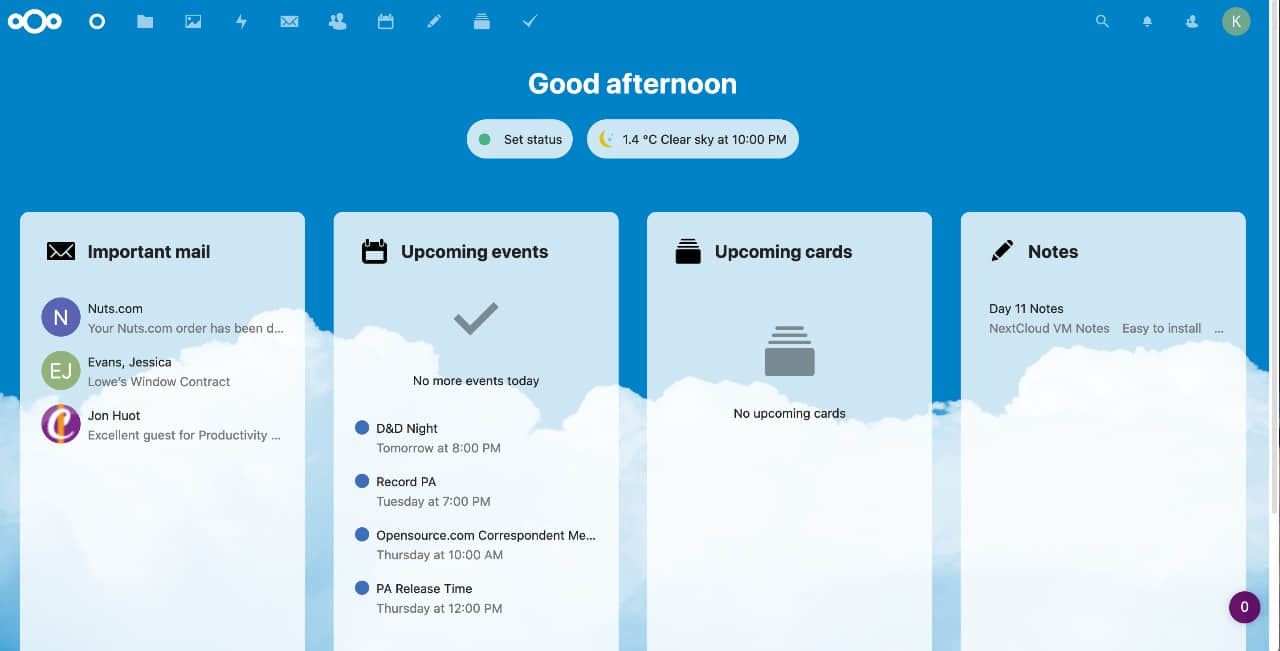 K
Good afternoon
Set status
1.4 °C Clear sky at 10:00 PM
Important mail
N
Nuts.com
Your Nuts.com order has been d...
EJ
Evans, Jessica
Lowe's Window Contract
Jon Huot
Excellent guest for Productivity ...
Upcoming events
No more events today
D&D Night
Tomorrow at 8:00 PM
Record PA
Tuesday at 7:00 PM
Opensource.com Correspondent Me...
Thursday at 10:00 AM
PA Release Time
Thursday at 12:00 PM
Upcoming cards
No upcoming cards
Notes
Day 11 Notes
NextCloud VM Notes Easy to install ...
0